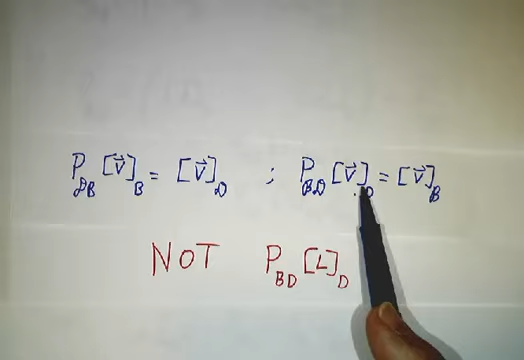 P_DB [v⃗]_B = [v⃗]_D ; P_BD [v⃗]_D = [v⃗]_B
NOT P_BD [L]_D